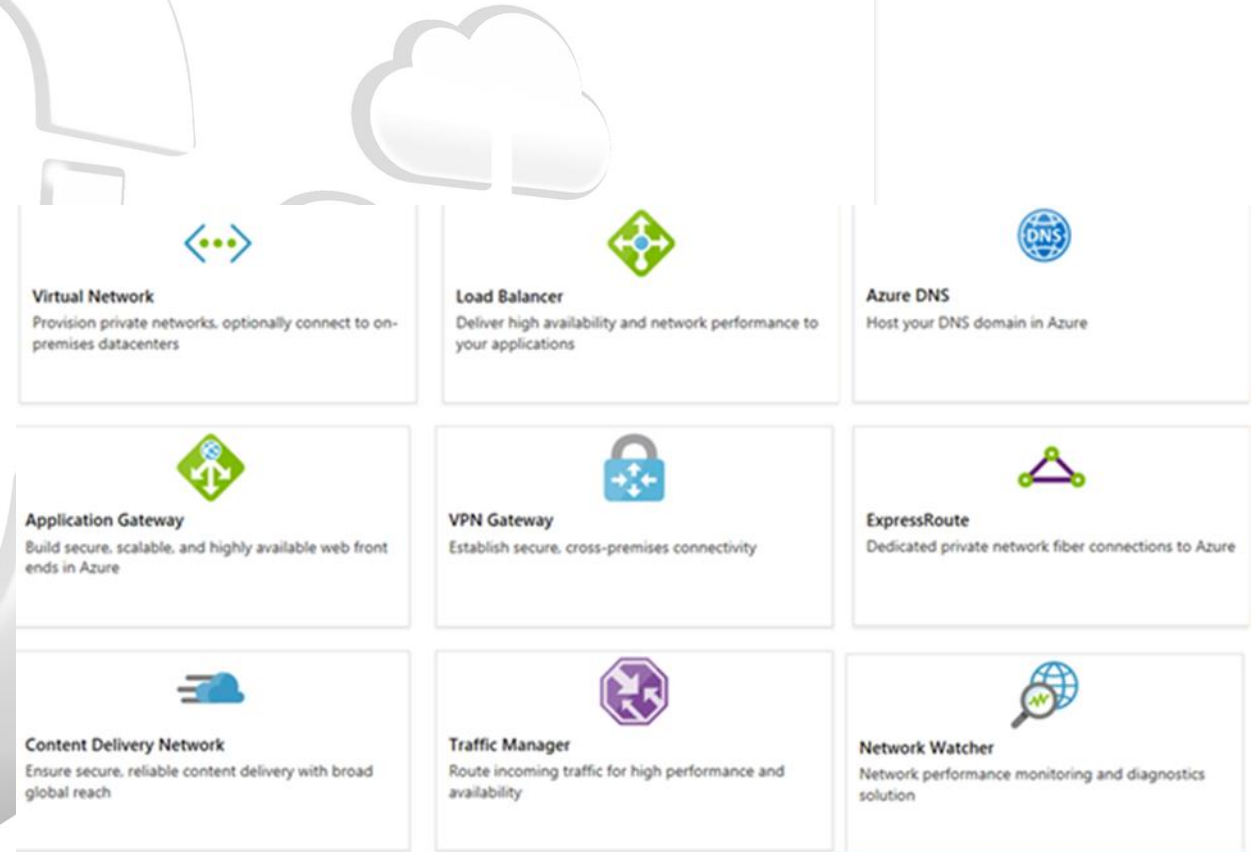 Virtual Network
Provision private networks, optionally connect to on-
premises datacenters
Load Balancer
Deliver high availability and network performance to
your applications
DNS
Azure DNS
Host your DNS domain in Azure
Application Gateway
Build secure, scalable, and highly available web front
ends in Azure
VPN Gateway
Establish secure, cross-premises connectivity
ExpressRoute
Dedicated private network fiber connections to Azure
Content Delivery Network
Ensure secure, reliable content delivery with broad
global reach
Traffic Manager
Route incoming traffic for high performance and
availability
Network Watcher
Network performance monitoring and diagnostics
solution